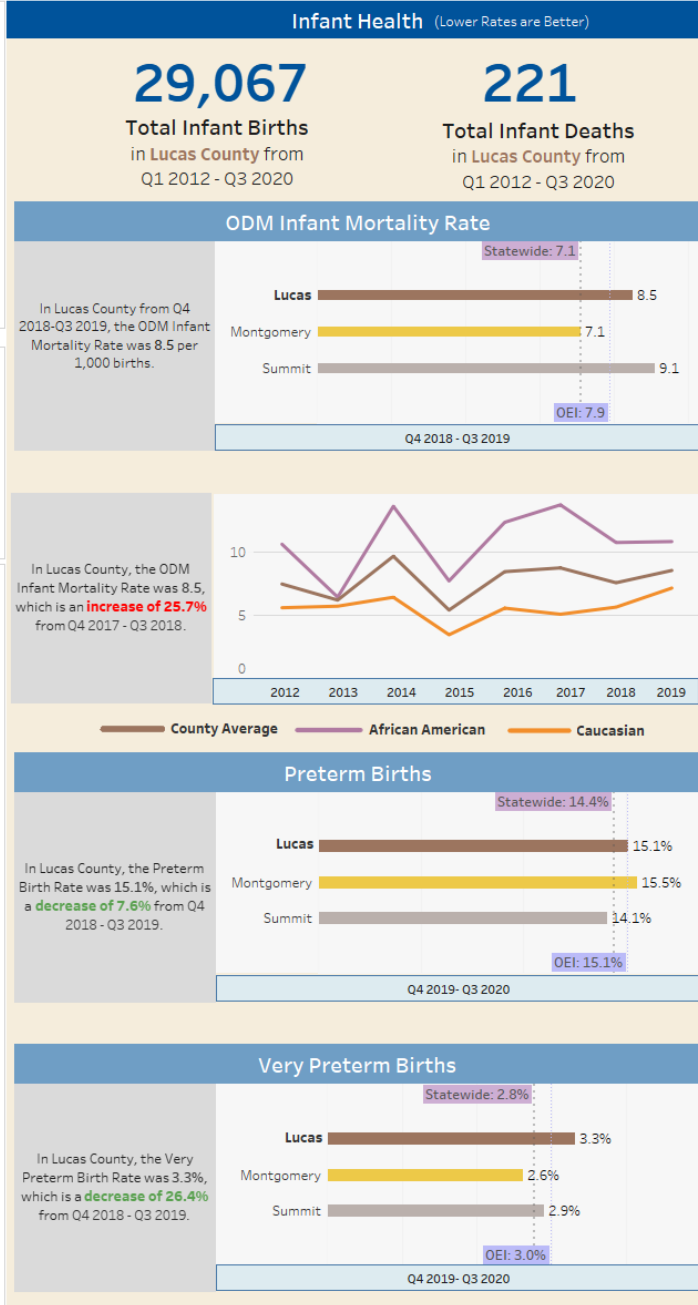 Infant Health (Lower Rates are Better)
29,067
Total Infant Births
in Lucas County from
Q1 2012 - Q3 2020
221
Total Infant Deaths
in Lucas County from
Q1 2012 - Q3 2020
ODM Infant Mortality Rate
In Lucas County from Q4
2018-Q3 2019, the ODM Infant
Mortality Rate was 8.5 per
1,000 births.
Statewide: 7.1
Lucas 8.5
Montgomery 7.1
Summit 9.1
OEI: 7.9
Q4 2018 - Q3 2019
In Lucas County, the ODM
Infant Mortality Rate was 8.5,
which is an increase of 25.7%
from Q4 2017 - Q3 2018.
10
5
0
2012 2013 2014 2015 2016 2017 2018 2019
County Average African American Caucasian
Preterm Births
In Lucas County, the Preterm
Birth Rate was 15.1%, which is
a decrease of 7.6% from Q4
2018 - Q3 2019.
Statewide: 14.4%
Lucas 15.1%
Montgomery 15.5%
Summit 14.1%
OEI: 15.1%
Q4 2019- Q3 2020
Very Preterm Births
In Lucas County, the Very
Preterm Birth Rate was 3.3%,
which is a decrease of 26.4%
from Q4 2018 - Q3 2019.
Statewide: 2.8%
Lucas 3.3%
Montgomery 2.6%
Summit 2.9%
OEI: 3.0%
Q4 2019- Q3 2020